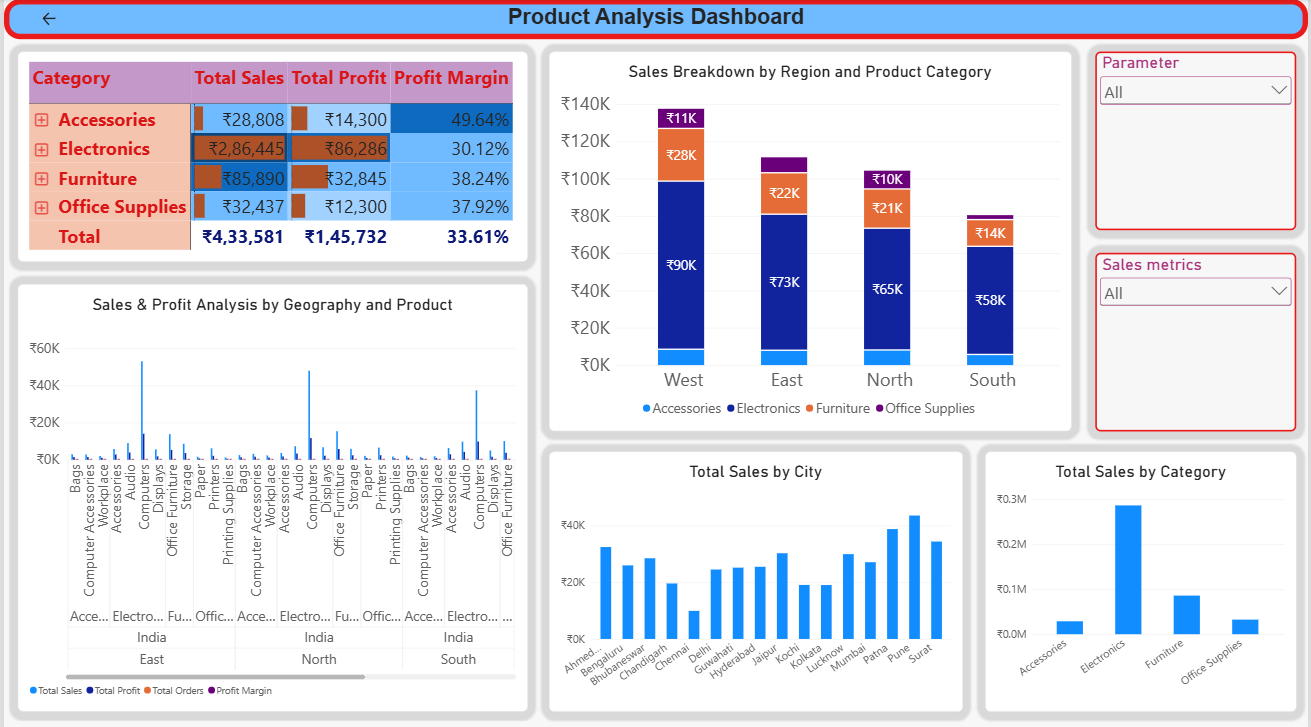 Product Analysis Dashboard
Category Total Sales Total Profit Profit Margin
Accessories ₹28,808 ₹14,300 49.64%
Electronics ₹2,86,445 ₹86,286 30.12%
Furniture ₹85,890 ₹32,845 38.24%
Office Supplies ₹32,437 ₹12,300 37.92%
Total ₹4,33,581 ₹1,45,732 33.61%
Sales Breakdown by Region and Product Category
₹140K
₹120K
₹100K
₹80K
₹60K
₹40K
₹20K
₹0K
₹11K
₹28K
₹90K
₹22K
₹73K
₹10K
₹21K
₹65K
₹14K
₹58K
West East North South
Accessories Electronics Furniture Office Supplies
Parameter
All
Sales metrics
All
Sales & Profit Analysis by Geography and Product
₹60K
₹40K
₹20K
₹0K
Bags
Computer Accessories
Workplace
Accessories
Audio
Computers
Displays
Office Furniture
Storage
Paper
Printers
Printing Supplies
Bags
Computer Accessories
Workplace
Accessories
Audio
Computers
Displays
Office Furniture
Storage
Paper
Printers
Printing Supplies
Bags
Computer Accessories
Workplace
Accessories
Audio
Computers
Displays
Office Furniture
Acce... Electro... Fu... Offic... Acce... Electro... Fu... Offic... Acce... Electro... ...
India India India
East North South
Total Sales Total Profit Total Orders Profit Margin
Total Sales by City
₹40K
₹20K
₹0K
Ahmed...
Bengaluru
Bhubaneswar
Chandigarh
Chennai
Delhi
Guwahati
Hyderabad
Jaipur
Kochi
Kolkata
Lucknow
Mumbai
Patna
Pune
Surat
Total Sales by Category
₹0.3M
₹0.2M
₹0.1M
₹0.0M
Accessories
Electronics
Furniture
Office Supplies